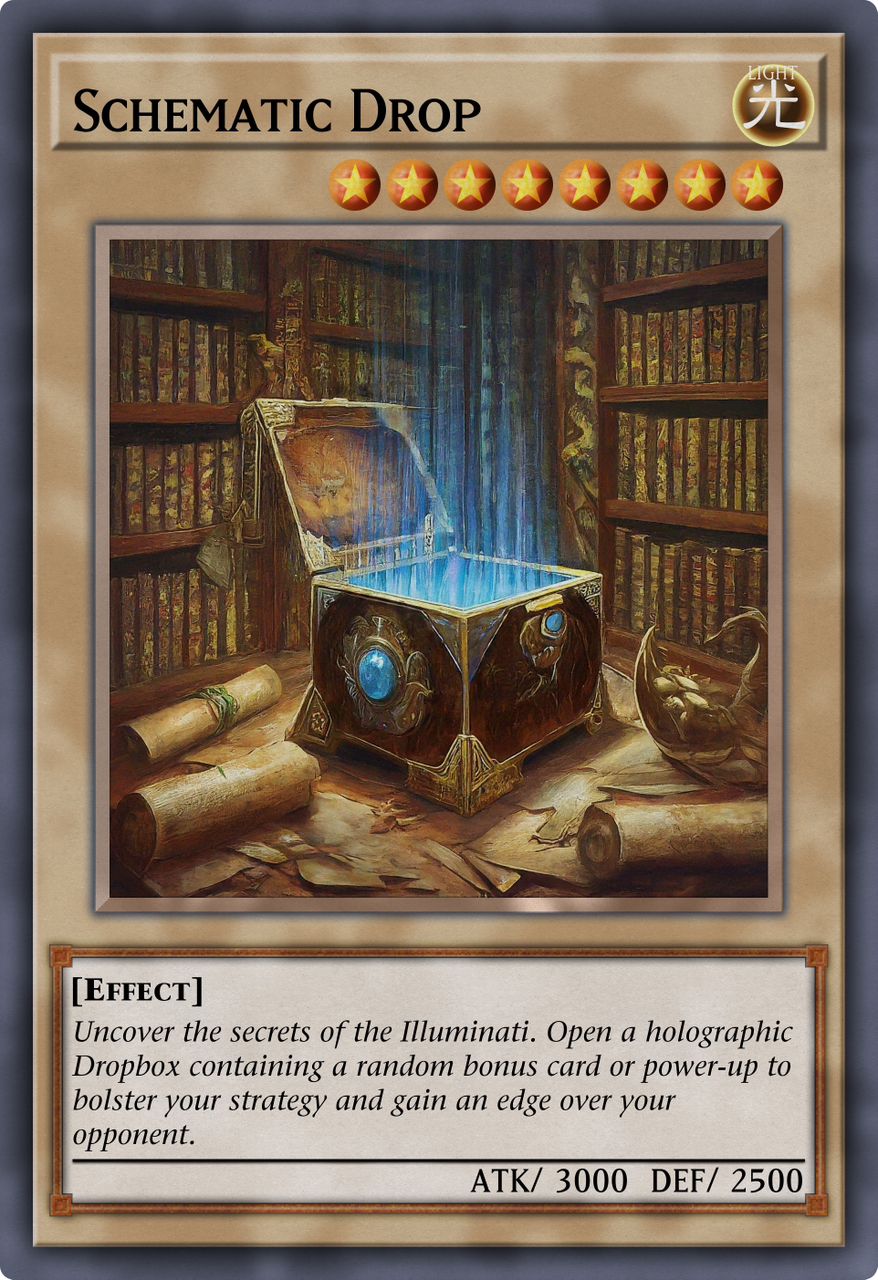 Schematic Drop
LIGHT
光
[Effect]
Uncover the secrets of the Illuminati. Open a holographic
Dropbox containing a random bonus card or power-up to
bolster your strategy and gain an edge over your
opponent.
ATK/ 3000 DEF/ 2500